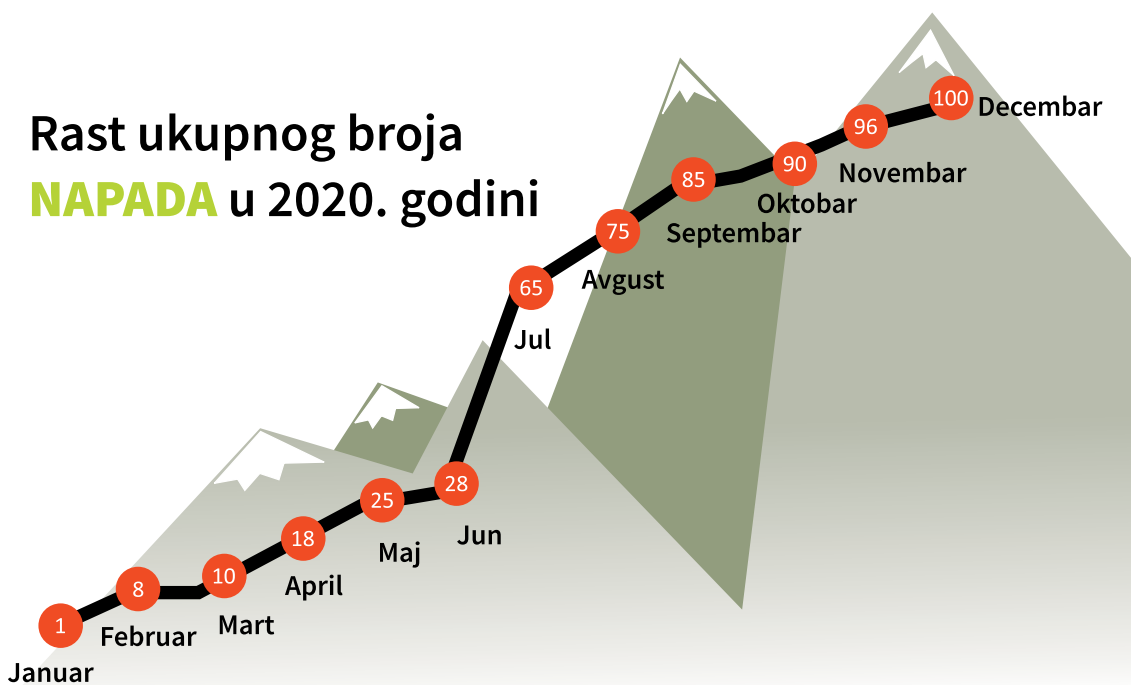 Rast ukupnog broja
NAPADA u 2020. godini
1
Januar
8
Februar
10
Mart
18
April
25
Maj
28
Jun
65
Jul
75
Avgust
85
Septembar
90
Oktobar
96
Novembar
100
Decembar